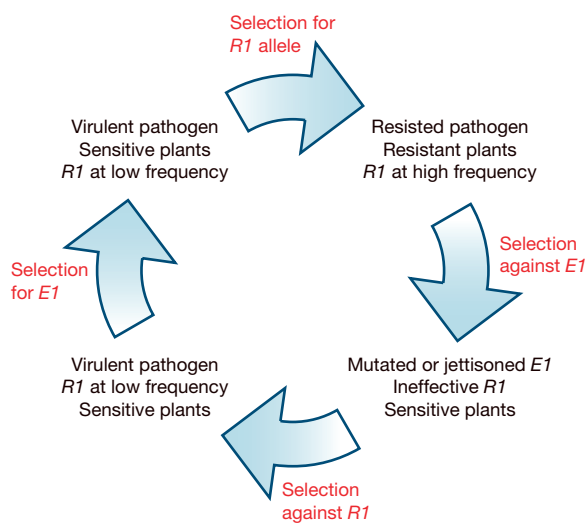 Selection for
R1 allele
Virulent pathogen
Sensitive plants
R1 at low frequency
Resisted pathogen
Resistant plants
R1 at high frequency
Selection
against E1
Mutated or jettisoned E1
Ineffective R1
Sensitive plants
Selection
against R1
Virulent pathogen
R1 at low frequency
Sensitive plants
Selection
for E1